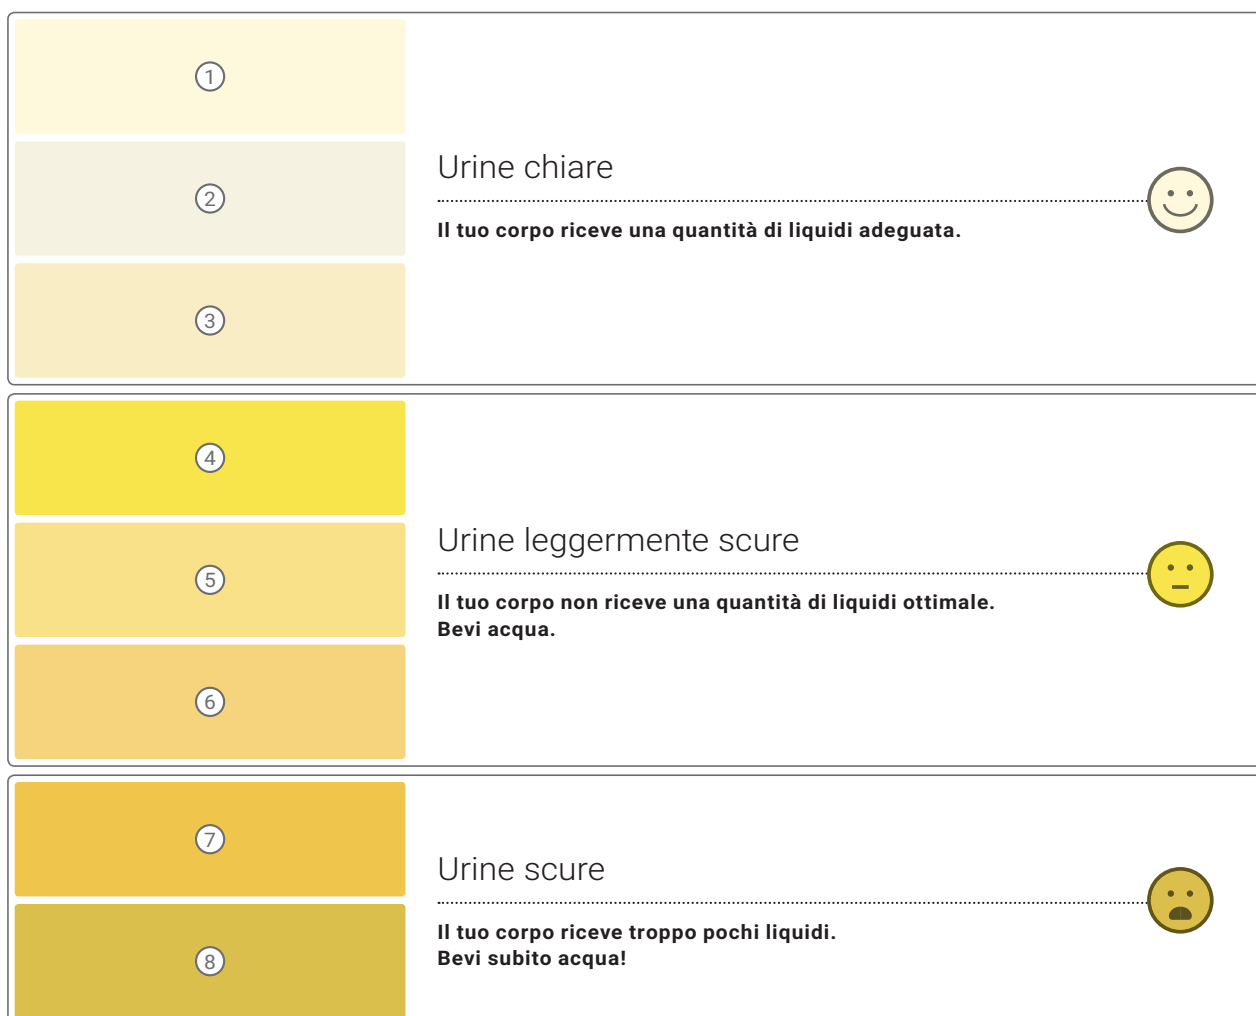 1
2
3
Urine chiare
Il tuo corpo riceve una quantità di liquidi adeguata.
4
5
6
Urine leggermente scure
Il tuo corpo non riceve una quantità di liquidi ottimale.
Bevi acqua.
7
8
Urine scure
Il tuo corpo riceve troppo pochi liquidi.
Bevi subito acqua!